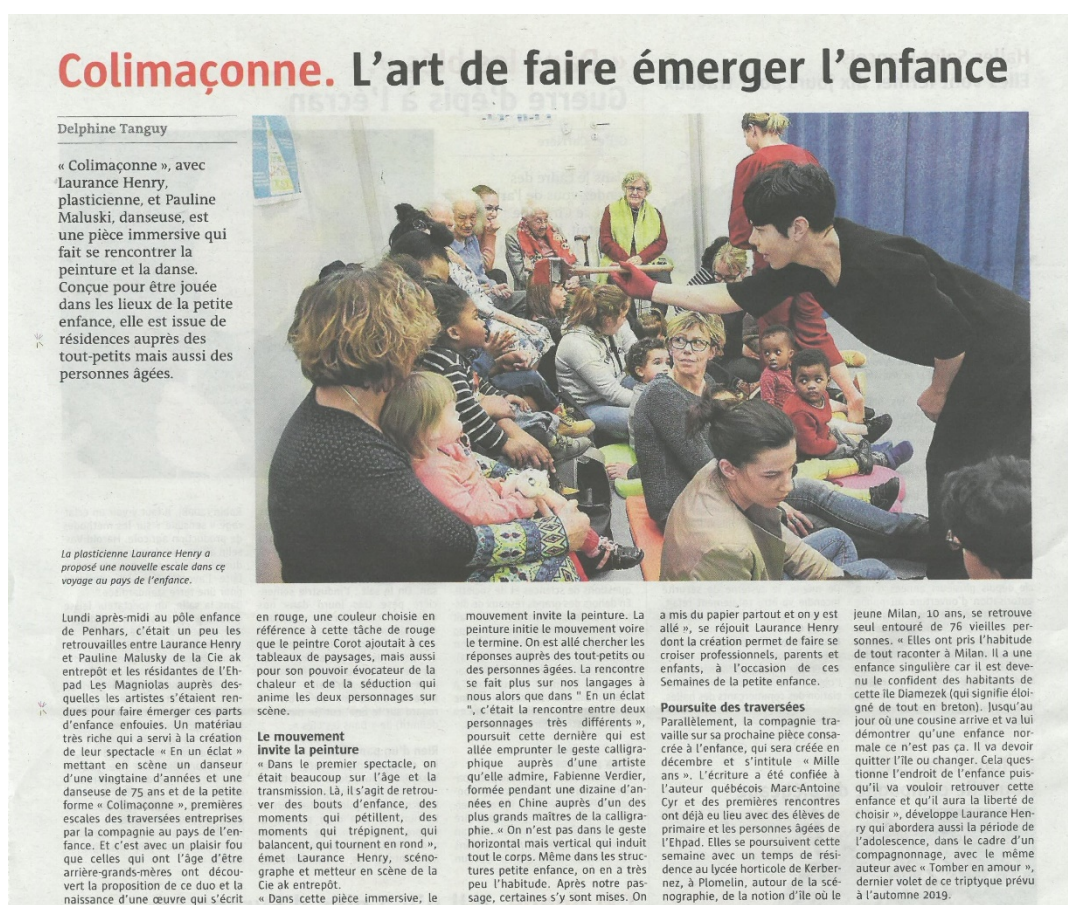 Colimaçonne. L'art de faire émerger l'enfance
Delphine Tanguy
« Colimaçonne », avec
Laurance Henry,
plasticienne, et Pauline
Maluski, danseuse, est
une pièce immersive qui
fait se rencontrer la
peinture et la danse.
Conçue pour être jouée
dans les lieux de la petite
enfance, elle est issue de
résidences auprès des
tout-petits mais aussi des
personnes âgées.
La plasticienne Laurance Henry a
proposé une nouvelle escale dans ce
voyage au pays de l'enfance.
Lundi après-midi au pôle enfance
de Penhars, c'était un peu les
retrouvailles entre Laurance Henry
et Pauline Malusky de la Cie ak
entrepôt et les résidantes de l'Eh-
pad Les Magnolias auprès des-
quelles les artistes s'étaient ren-
dues pour faire émerger ces parts
d'enfance enfouies. Un matériau
très riche qui a servi à la création
de leur spectacle « En un éclat »
mettant en scène un danseur
d'une vingtaine d'années et une
danseuse de 75 ans et de la petite
forme « Colimaçonne », premières
escales des traversées entreprises
par la compagnie au pays de l'en-
fance. Et c'est avec un plaisir fou
que celles qui ont l'âge d'être
arrière-grands-mères ont décou-
vert la proposition de ce duo et la
naissance d'une œuvre qui s'écrit
en rouge, une couleur choisie en
référence à cette tâche de rouge
que le peintre Corot ajoutait à ces
tableaux de paysages, mais aussi
pour son pouvoir évocateur de la
chaleur et de la séduction qui
anime les deux personnages sur
scène.
Le mouvement
invite la peinture
« Dans le premier spectacle, on
était beaucoup sur l'âge et la
transmission. Là, il s'agit de retrou-
ver des bouts d'enfance, des
moments qui pétillent, des
moments qui trépignent, qui
balancent, qui tournent en rond »,
émet Laurance Henry, scéno-
graphe et metteur en scène de la
Cie ak entrepôt.
« Dans cette pièce immersive, le
mouvement invite la peinture. La
peinture initie le mouvement voire
le termine. On est allé chercher les
réponses auprès des tout-petits ou
des personnes âgées. La rencontre
se fait plus sur nos langages à
nous alors que dans " En un éclat
", c'était la rencontre entre deux
personnages très différents »,
poursuit cette dernière qui est
allée emprunter le geste calligra-
phique auprès d'une artiste
qu'elle admire, Fabienne Verdier,
formée pendant une dizaine d'an-
nées en Chine auprès d'un des
plus grands maîtres de la calligra-
phie. « On n'est pas dans le geste
horizontal mais vertical qui induit
tout le corps. Même dans les struc-
tures petite enfance, on en a très
peu l'habitude. Après notre pas-
sage, certaines s'y sont mises. On
a mis du papier partout et on y est
allé », se réjouit Laurance Henry
dont la création permet de faire se
croiser professionnels, parents et
enfants, à l'occasion de ces
Semaines de la petite enfance.
Poursuite des traversées
Parallèlement, la compagnie tra-
vaille sur sa prochaine pièce consa-
crée à l'enfance, qui sera créée en
décembre et s'intitule « Mille
ans ». L'écriture a été confiée à
l'auteur québécois Marc-Antoine
Cyr et des premières rencontres
ont déjà eu lieu avec des élèves de
primaire et les personnes âgées de
l'Ehpad. Elles se poursuivent cette
semaine avec un temps de rési-
dence au lycée horticole de Kerber-
nez, à Plomelin, autour de la scé-
nographie, de la notion d'île où le
jeune Milan, 10 ans, se retrouve
seul entouré de 76 vieilles per-
sonnes. « Elles ont pris l'habitude
de tout raconter à Milan. Il a une
enfance singulière car il est deve-
nu le confident des habitants de
cette île Diamezek (qui signifie éloi-
gné de tout en breton). Jusqu'au
jour où une cousine arrive et va lui
démontrer qu'une enfance nor-
male ce n'est pas ça. Il va devoir
quitter l'île ou changer. Cela ques-
tionne l'endroit de l'enfance puis-
qu'il va vouloir retrouver cette
enfance et qu'il aura la liberté de
choisir », développe Laurance Hen-
ry qui abordera aussi la période de
l'adolescence, dans le cadre d'un
compagnonnage, avec le même
auteur avec « Tomber en amour »,
dernier volet de ce triptyque prévu
à l'automne 2019.